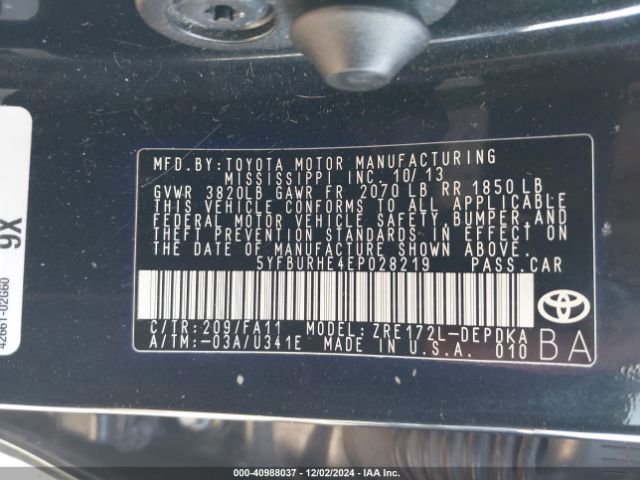 MFD.BY:TOYOTA MOTOR MANUFACTURING
MISSISSIPPI INC. 10/13
GVWR 3820LB GAWR FR 2070 LB RR 1850 LB
THIS VEHICLE CONFORMS TO ALL APPLICABLE
FEDERAL MOTOR VEHICLE SAFETY, BUMPER, AND
THEFT PREVENTION STANDARDS IN EFFECT ON
THE DATE OF MANUFACTURE SHOWN ABOVE.
5YFBURHE4EP028219 PASS.CAR
C/TR:209/FA11 MODEL: ZRE172L-DEPDKA
A/TM:-03A/U341E MADE IN U.S.A. 010
BA
9X
42661-02G60
000-40988037 - 12/02/2024 - IAA Inc.